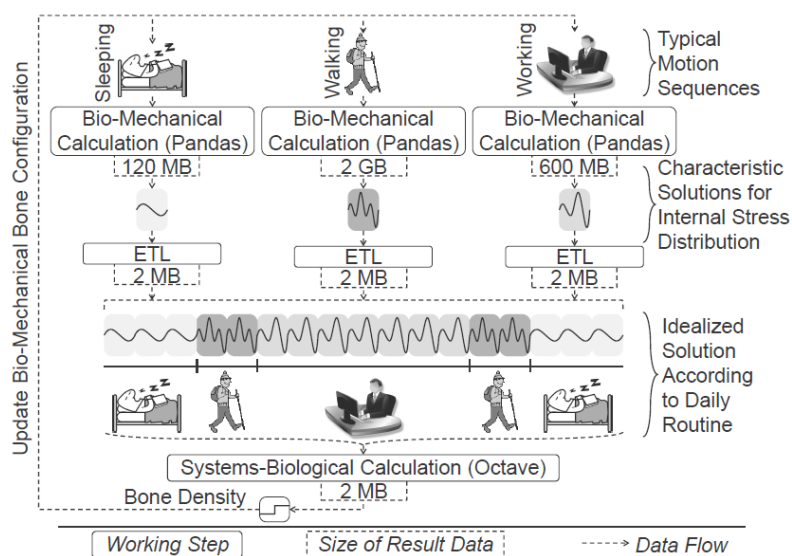 Sleeping
Walking
Working
Typical
Motion
Sequences
Update Bio-Mechanical Bone Configuration
Bio-Mechanical
Calculation (Pandas)
120 MB
Bio-Mechanical
Calculation (Pandas)
2 GB
Bio-Mechanical
Calculation (Pandas)
600 MB
Characteristic
Solutions for
Internal Stress
Distribution
ETL
2 MB
ETL
2 MB
ETL
2 MB
Idealized
Solution
According
to Daily
Routine
Systems-Biological Calculation (Octave)
2 MB
Bone Density
Working Step
Size of Result Data
Data Flow